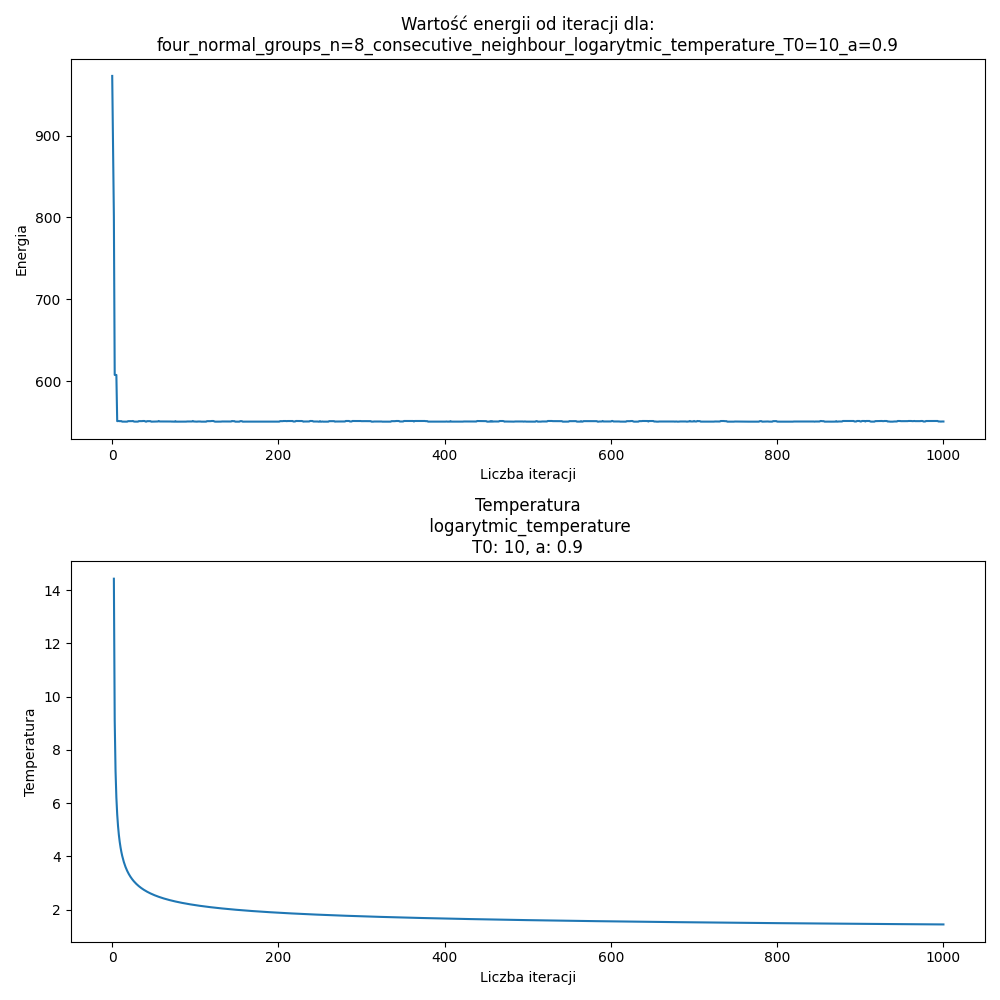 Wartość energii od iteracji dla:
four_normal_groups_n=8_consecutive_neighbour_logarytmic_temperature_T0=10_a=0.9
900
800
700
600
Energia
0 200 400 600 800 1000
Liczba iteracji
Temperatura
logarytmic_temperature
T0: 10, a: 0.9
14
12
10
8
6
4
2
Temperatura
0 200 400 600 800 1000
Liczba iteracji